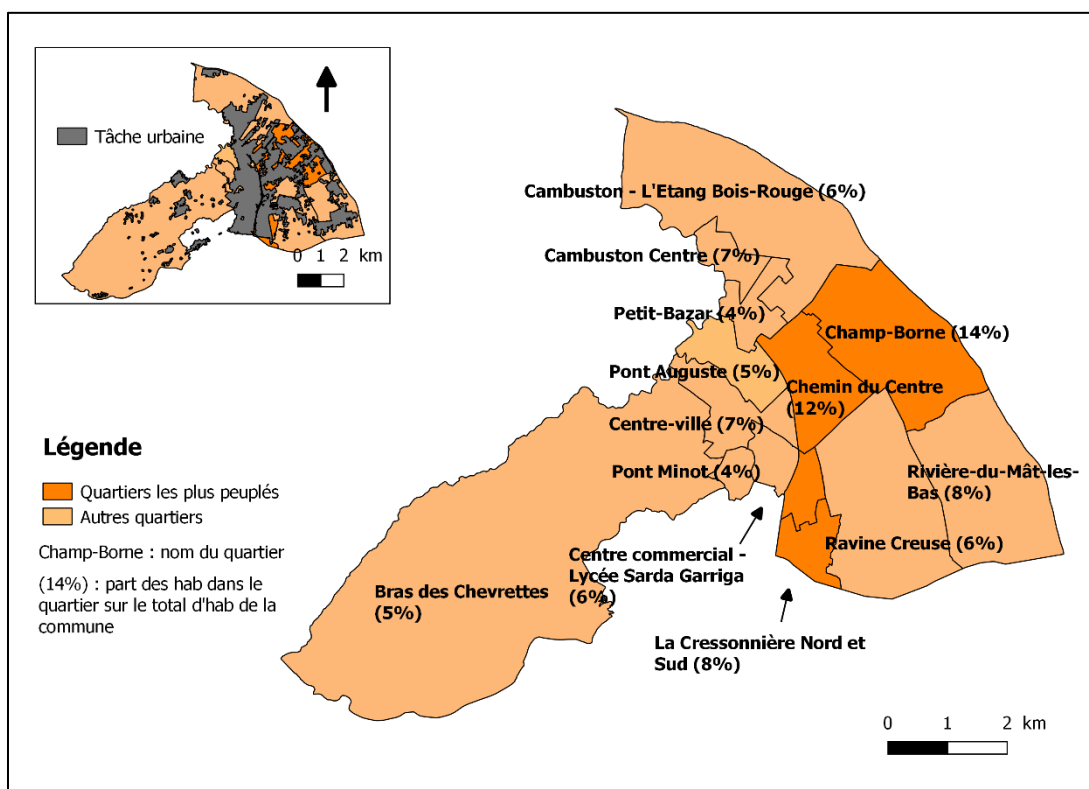 Tâche urbaine
0 1 2 km
Cambuston - L'Etang Bois-Rouge (6%)
Cambuston Centre (7%)
Petit-Bazar (4%)
Champ-Borne (14%)
Pont Auguste (5%)
Chemin du Centre
(12%)
Centre-ville (7%)
Pont Minot (4%)
Rivière-du-Mât-les-
Bas (8%)
Ravine Creuse (6%)
Centre commercial -
Lycée Sarda Garriga
(6%)
Bras des Chevrettes
(5%)
La Cressonnière Nord et
Sud (8%)
Légende
Quartiers les plus peuplés
Autres quartiers
Champ-Borne : nom du quartier
(14%) : part des hab dans le
quartier sur le total d'hab de la
commune
0 1 2 km